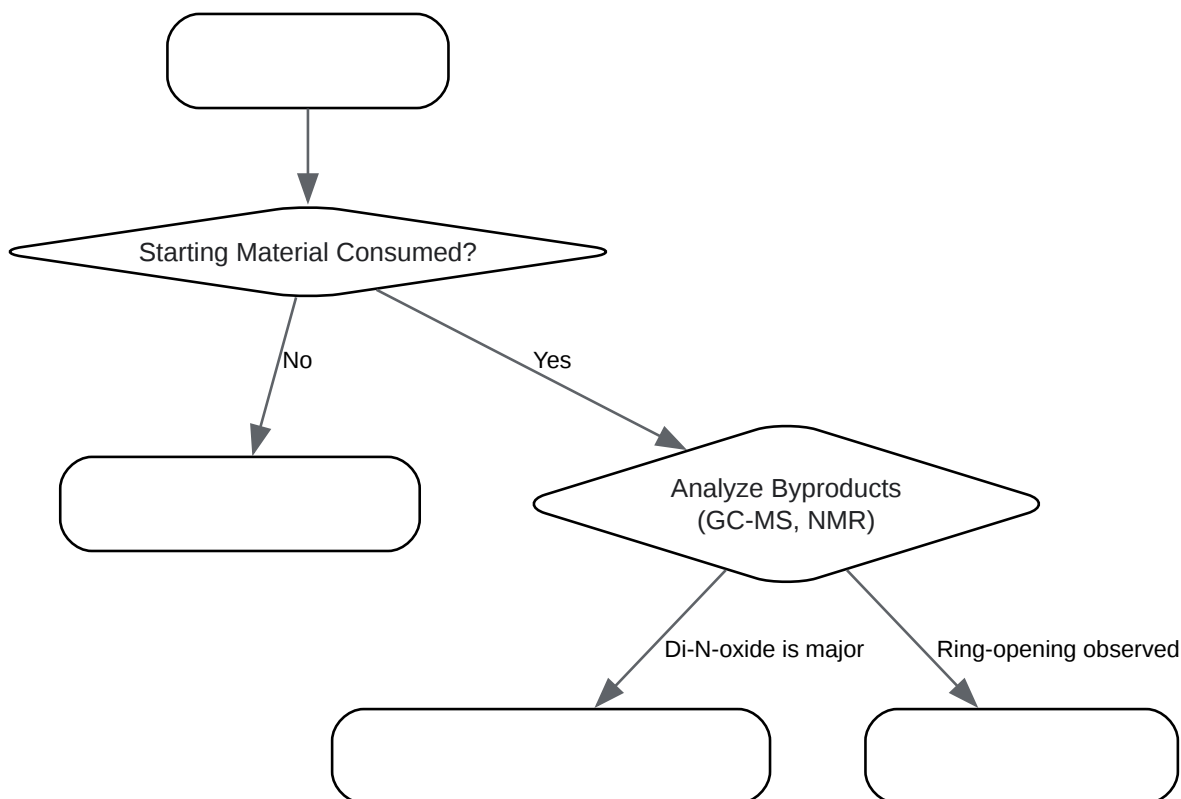 Starting Material Consumed?
No
Yes
Analyze Byproducts
(GC-MS, NMR)
Di-N-oxide is major
Ring-opening observed